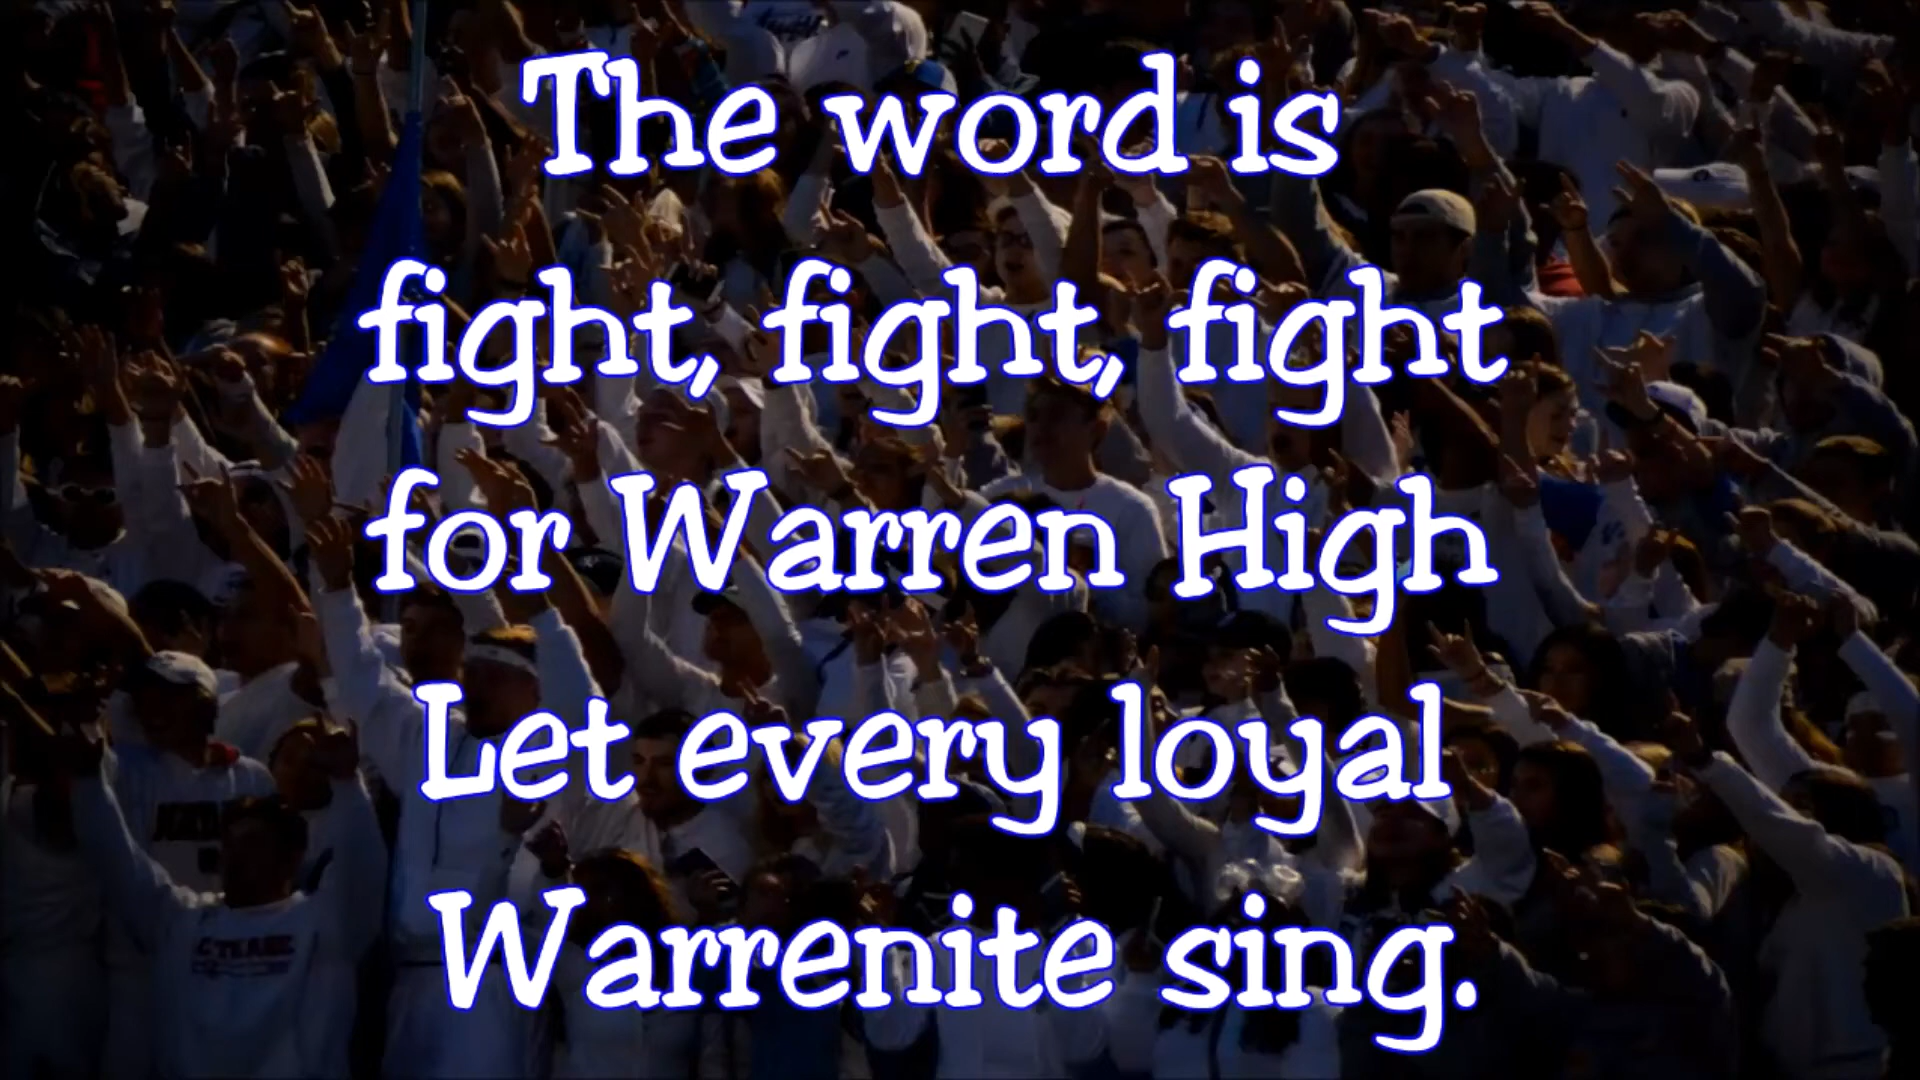 The word is
fight, fight, fight
for Warren High
Let every loyal
Warrenite sing.